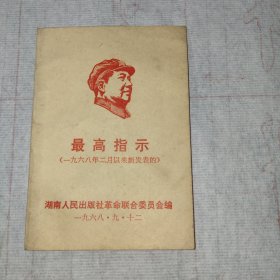 最高指示
(一九六八年二月以来新发表的)
湖南人民出版社革命联合委员会编
一九六八·九·十二